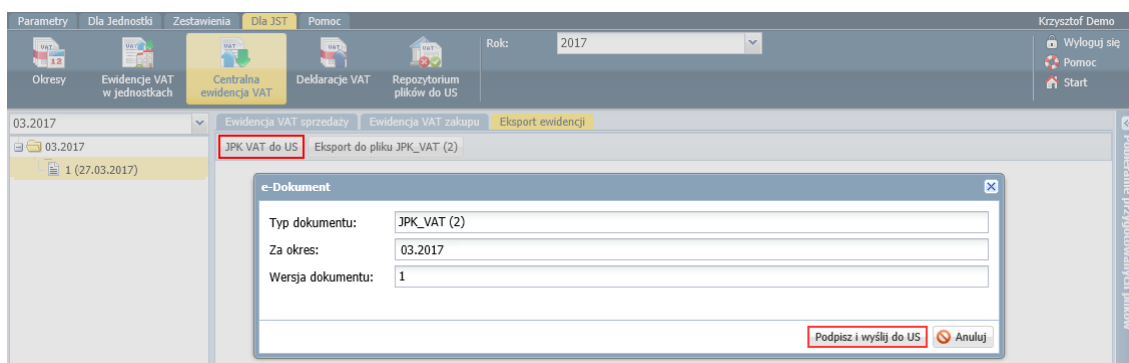 Parametry Dla Jednostki Zestawienia Dla JST Pomoc Krzysztof Demo
Okresy
Ewidencje VAT
w jednostkach
Centralna
ewidencja VAT
Deklaracje VAT
Repozytorium
plików do US
Rok: 2017
Wyloguj się
Pomoc
Start
03.2017
Ewidencja VAT sprzedaży Ewidencja VAT zakupu Eksport ewidencji
03.2017
1 (27.03.2017)
JPK VAT do US Eksport do pliku JPK_VAT (2)
e-Dokument
Typ dokumentu: JPK_VAT (2)
Za okres: 03.2017
Wersja dokumentu: 1
Podpisz i wyślij do US Anuluj
Pobieranie przygotowanych plików